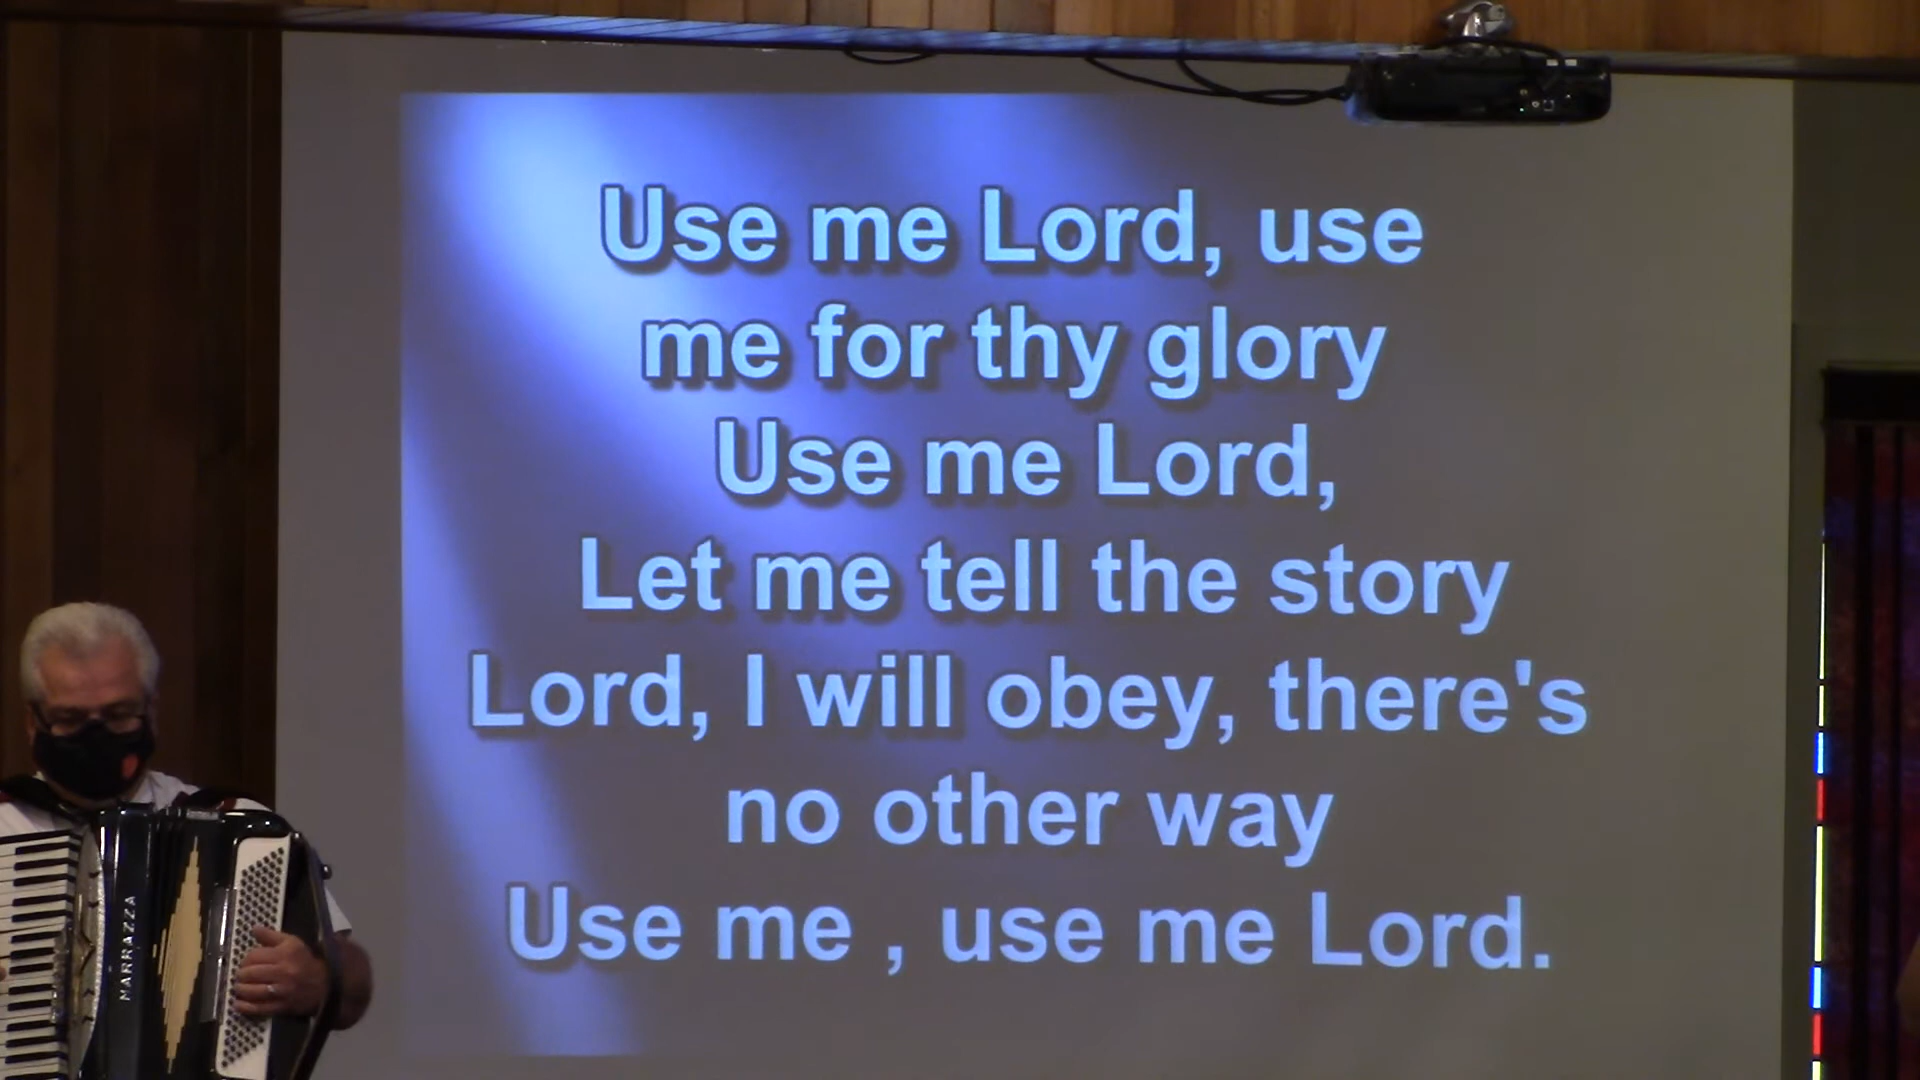 Use me Lord, use
me for thy glory
Use me Lord,
Let me tell the story
Lord, I will obey, there's
no other way
Use me , use me Lord.
MARRAZZA